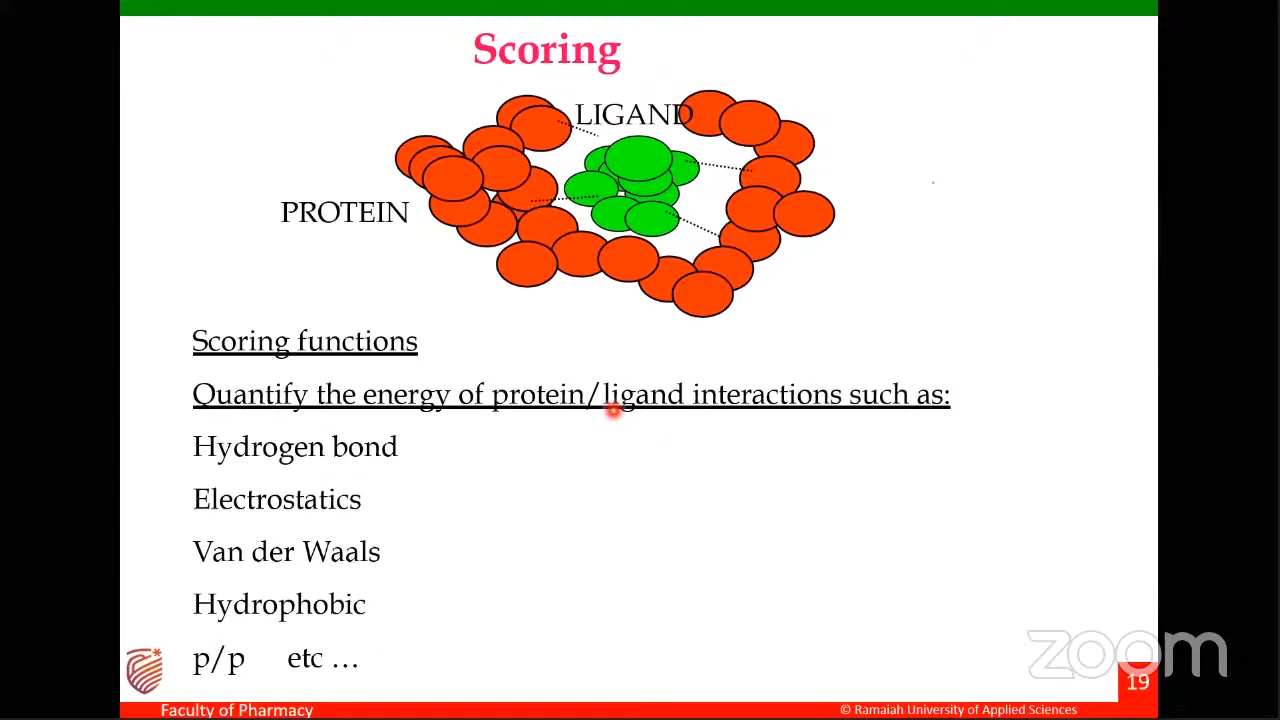 Scoring
LIGAND
PROTEIN
Scoring functions
Quantify the energy of protein/ligand interactions such as:
Hydrogen bond
Electrostatics
Van der Waals
Hydrophobic
p/p etc …
zoom
19
Faculty of Pharmacy
© Ramaiah University of Applied Sciences